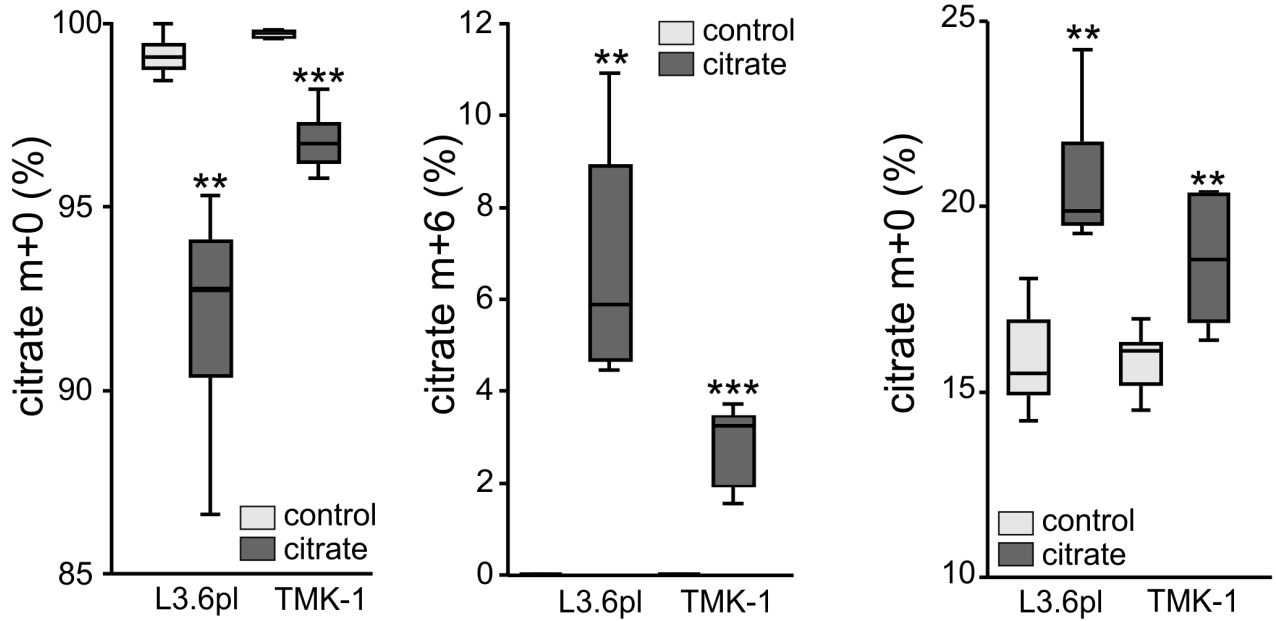 citrate m+0 (%)
100
95
90
85
**
***
control
citrate
L3.6pl
TMK-1
citrate m+6 (%)
12
10
8
6
4
2
0
control
citrate
**
***
L3.6pl
TMK-1
citrate m+0 (%)
25
20
15
10
**
**
control
citrate
L3.6pl
TMK-1